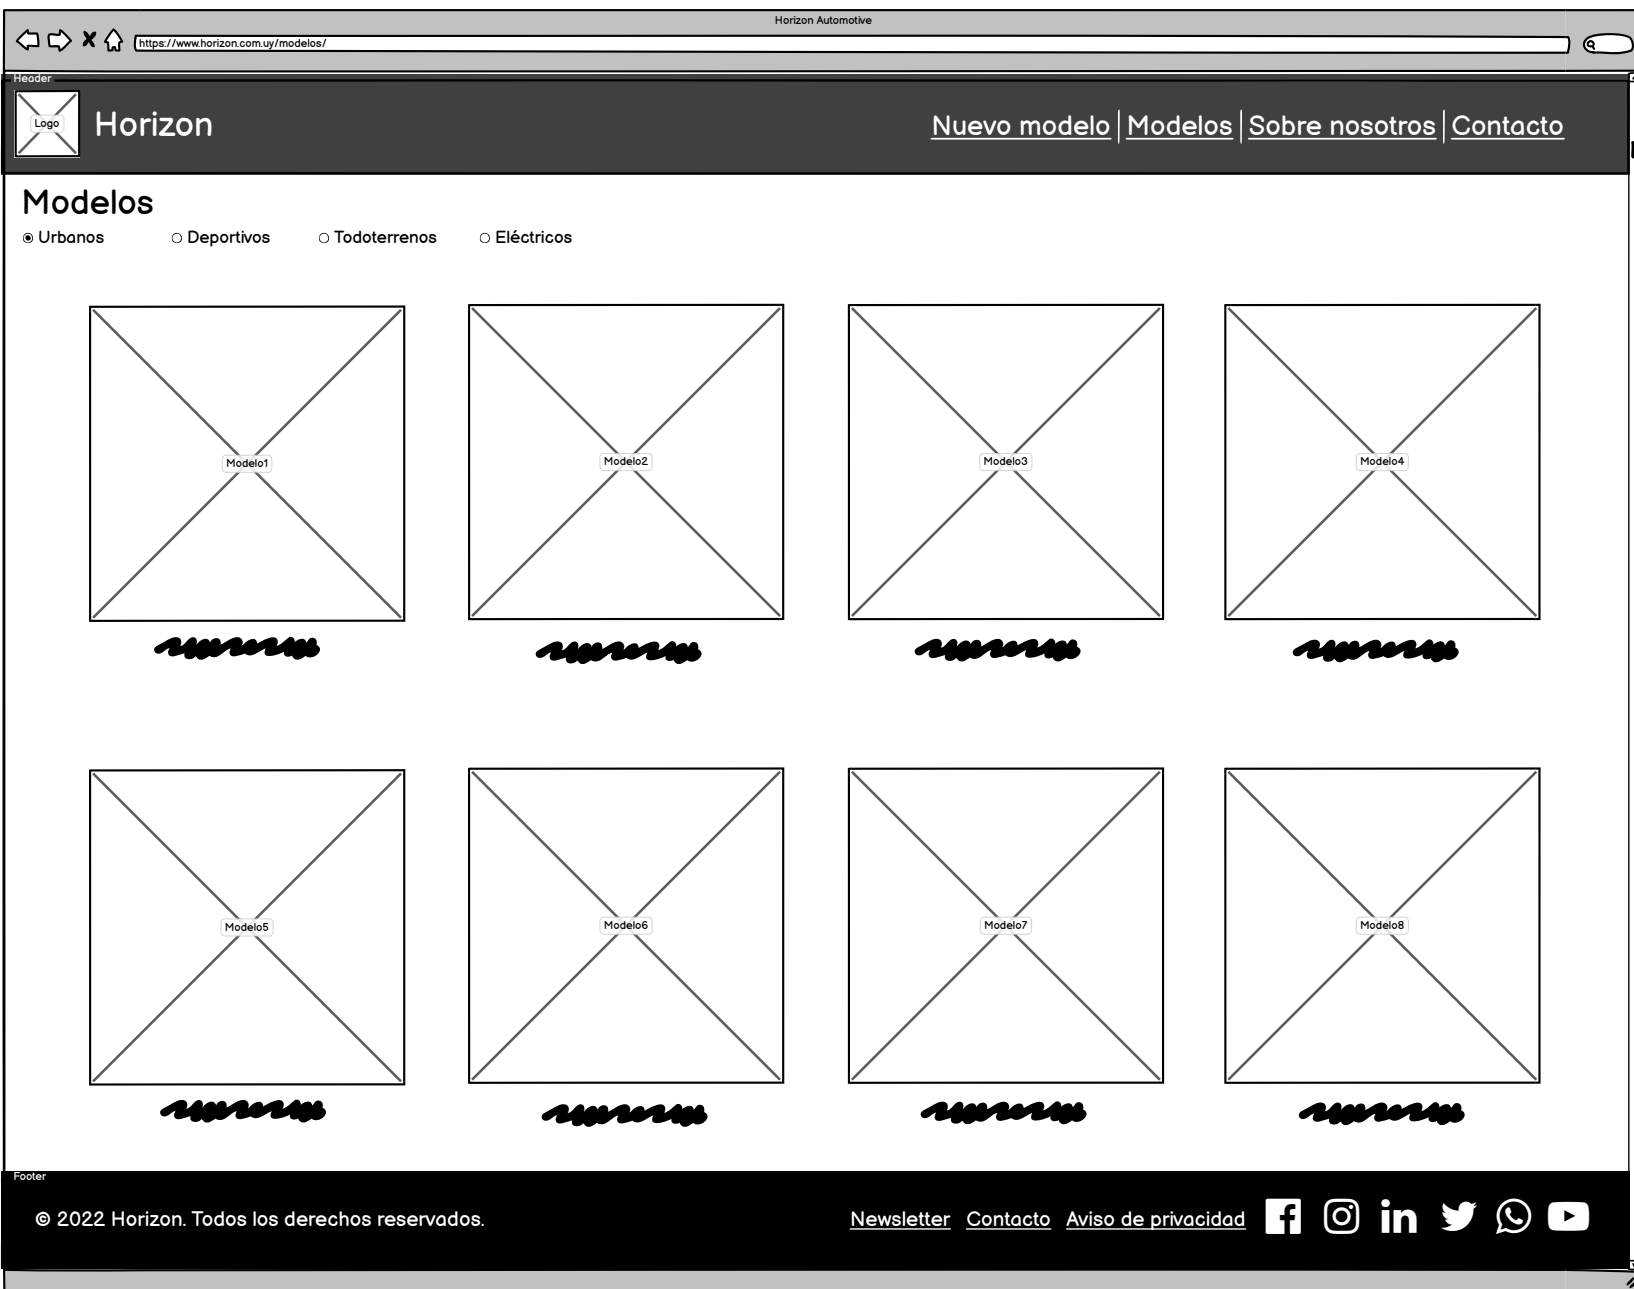 Horizon Automotive
https://www.horizon.com.uy/modelos/
Header
Logo
Horizon
Nuevo modelo Modelos Sobre nosotros Contacto
Modelos
Urbanos Deportivos Todoterrenos Eléctricos
Modelo1 Modelo2 Modelo3 Modelo4
Modelo5 Modelo6 Modelo7 Modelo8
Footer
© 2022 Horizon. Todos los derechos reservados. Newsletter Contacto Aviso de privacidad